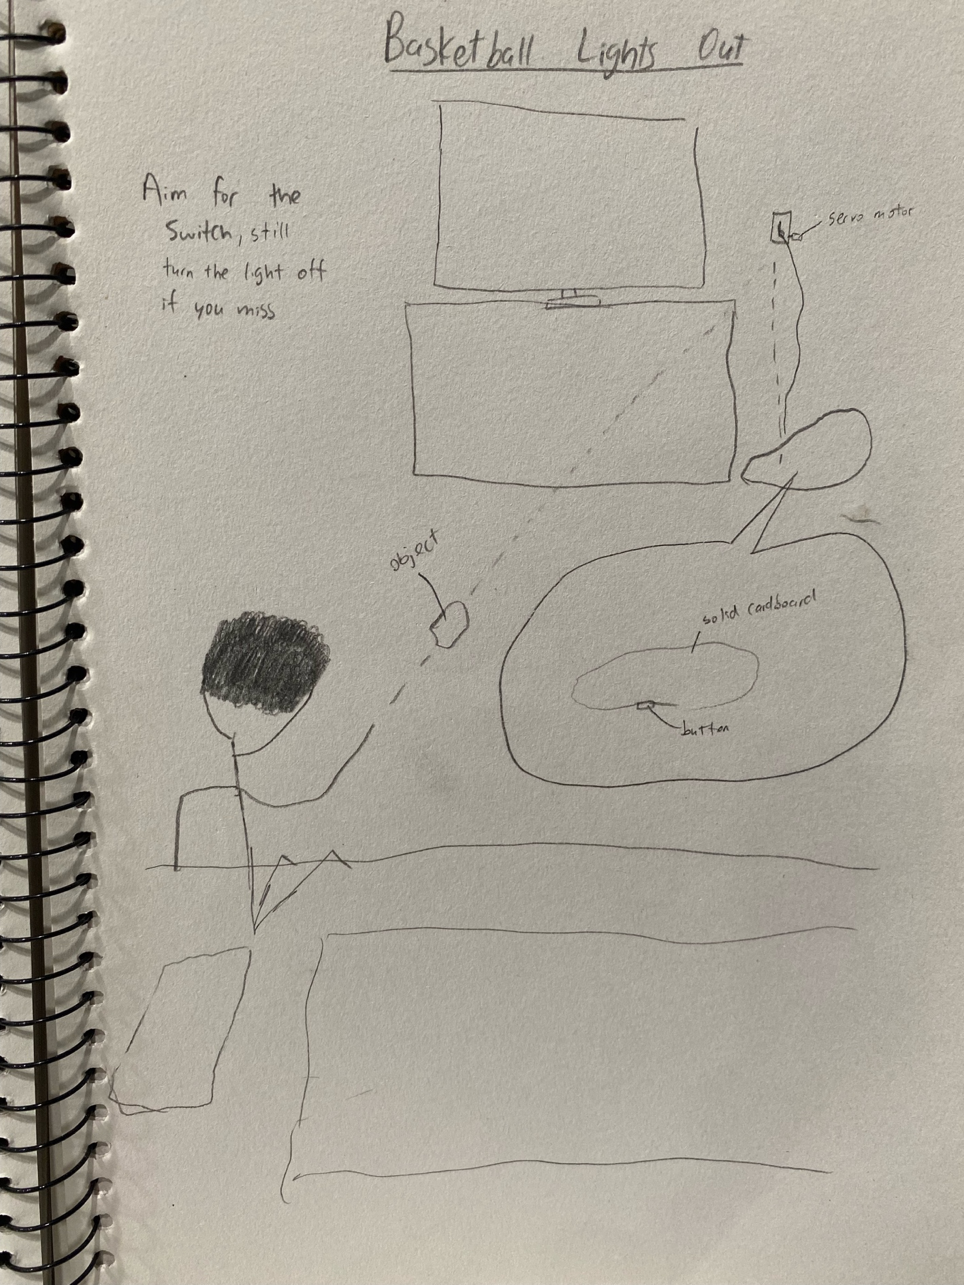 Basketball Lights Out
Aim for the
Switch, still
turn the light off
if you miss
servo motor
object
solid cardboard
button